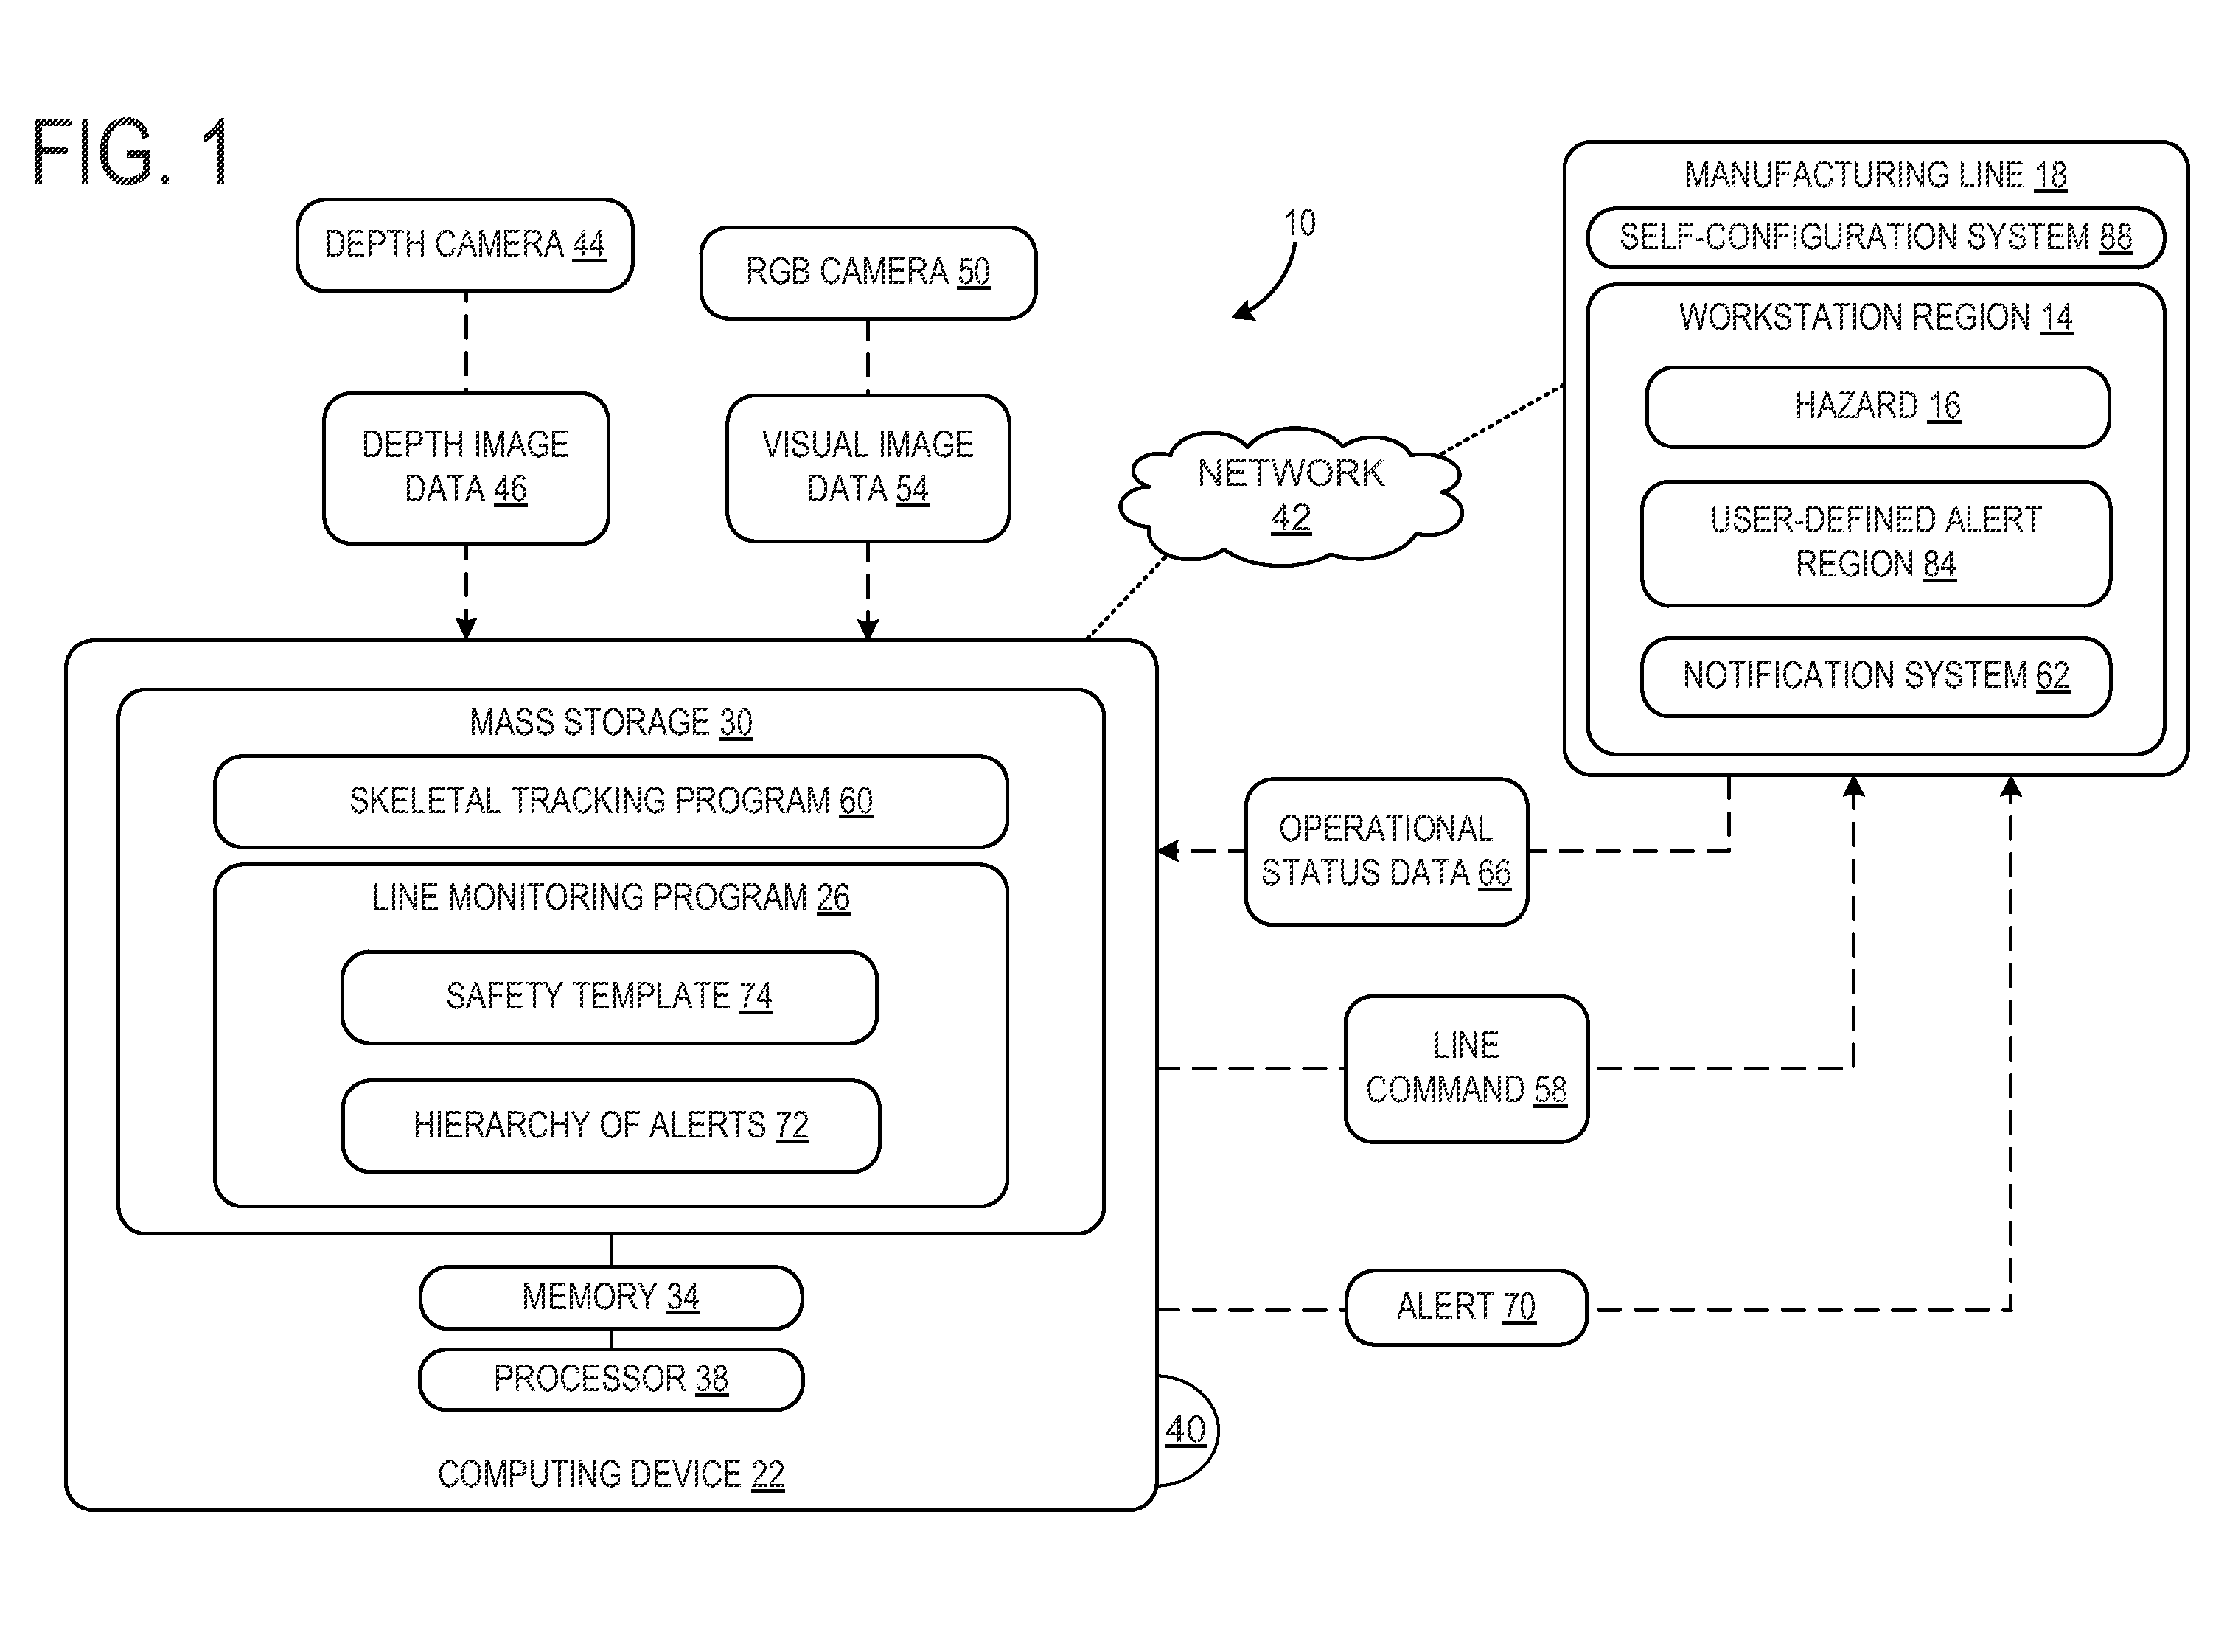 FIG. 1
DEPTH CAMERA 44
RGB CAMERA 50
10
DEPTH IMAGE
DATA 46
VISUAL IMAGE
DATA 54
NETWORK
42
MANUFACTURING LINE 18
SELF-CONFIGURATION SYSTEM 88
WORKSTATION REGION 14
HAZARD 16
USER-DEFINED ALERT
REGION 84
NOTIFICATION SYSTEM 62
MASS STORAGE 30
SKELETAL TRACKING PROGRAM 60
LINE MONITORING PROGRAM 26
SAFETY TEMPLATE 74
HIERARCHY OF ALERTS 72
MEMORY 34
PROCESSOR 38
COMPUTING DEVICE 22
40
OPERATIONAL
STATUS DATA 66
LINE
COMMAND 58
ALERT 70